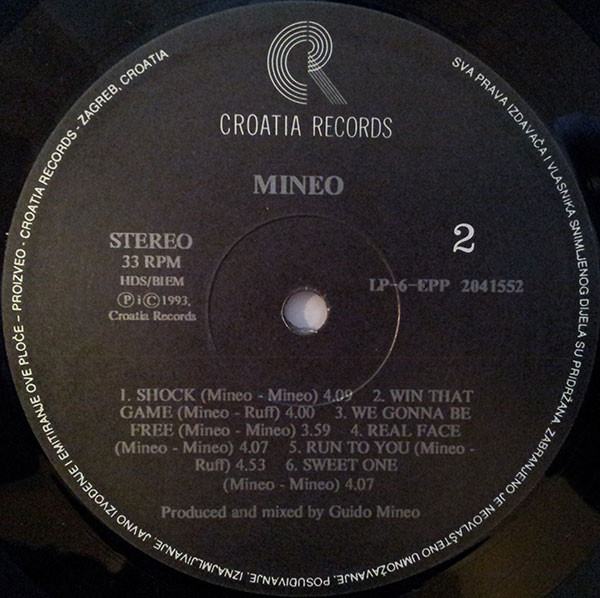 CROATIA RECORDS
MINEO
STEREO
33 RPM
HDS/BIEM
Ⓟ i © 1993,
Croatia Records
2
LP-6-EPP 2041552
1. SHOCK (Mineo - Mineo) 4.09 2. WIN THAT
GAME (Mineo - Ruff) 4.00 3. WE GONNA BE
FREE (Mineo - Mineo) 3.59 4. REAL FACE
(Mineo - Mineo) 4.07 5. RUN TO YOU (Mineo -
Ruff) 4.53 6. SWEET ONE
(Mineo - Mineo) 4.07
Produced and mixed by Guido Mineo
PROIZVEO - CROATIA RECORDS - ZAGREB, CROATIA
SVA PRAVA IZDAVAČA I VLASNIKA SNIMLJENOG DIJELA SU PRIDRŽANA. ZABRANJENO JE NEOVLAŠTENO UMNOŽAVANJE, POSUĐIVANJE, IZNAJMLJIVANJE, JAVNO IZVOĐENJE I EMITIRANJE OVE PLOČE -